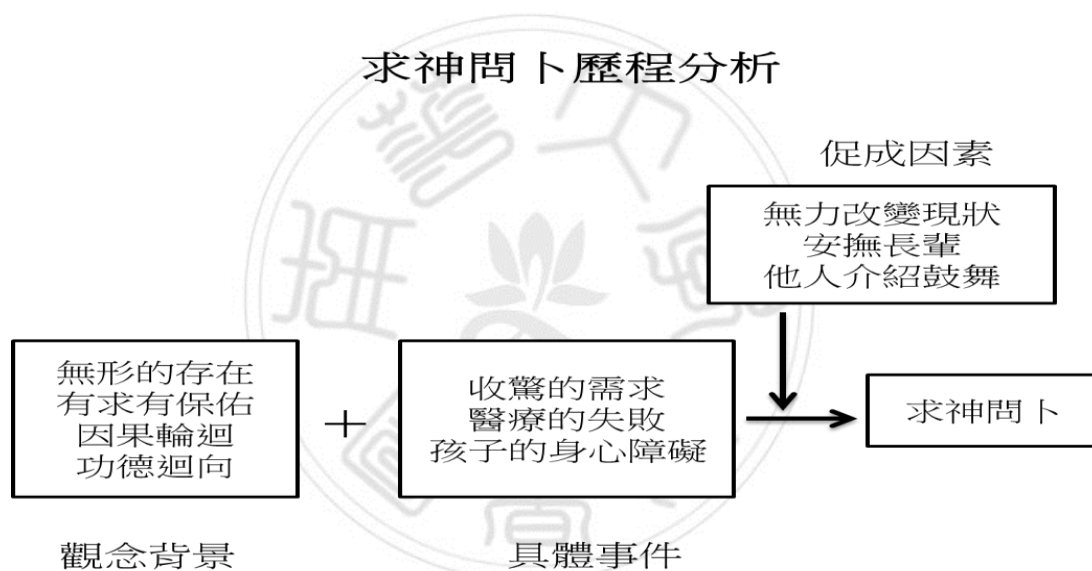 求神問卜歷程分析
促成因素
無力改變現狀
安撫長輩
他人介紹鼓舞
無形的存在
有求有保佑
因果輪迴
功德迴向
+
收驚的需求
醫療的失敗
孩子的身心障礙
求神問卜
觀念背景
具體事件